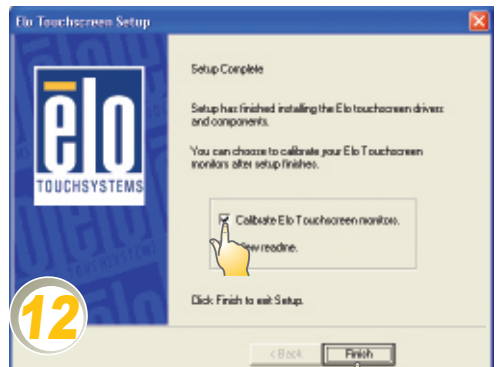 Elo Touchscreen Setup
elo
TOUCHSYSTEMS
Setup Complete
Setup has finished installing the Elo touchscreen drivers
and components.
You can choose to calibrate your Elo Touchscreen
monitors after setup finishes.
Calibrate Elo Touchscreen monitors.
readme.
Click Finish to exit Setup.
12
< Back
Finish